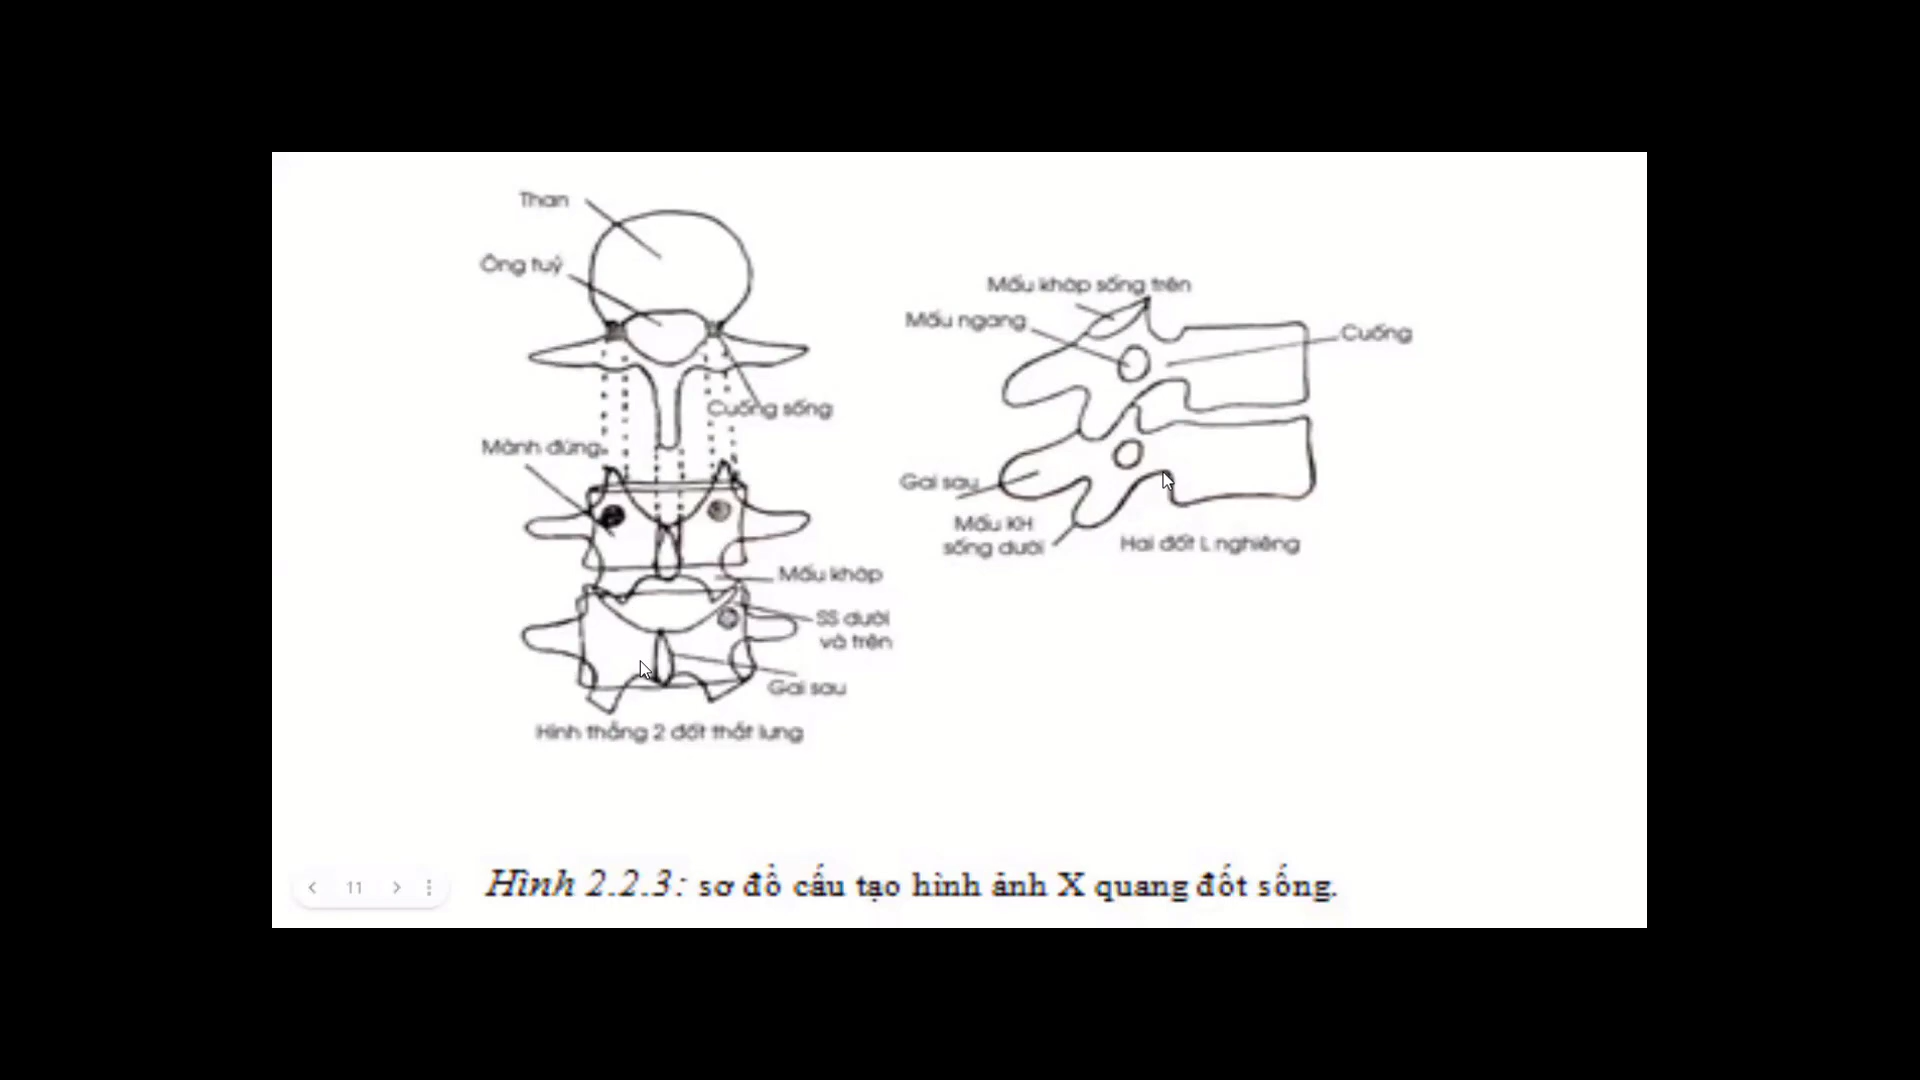 Than
Ông tuỷ
Cuống sống
Mảnh đứng
Mấu khớp
SS dưới
và trên
Gai sau
Hình thẳng 2 đốt thắt lưng
Mấu khớp sống trên
Mấu ngang
Cuống
Gai sau
Mấu KH
sống dưới
Hai đốt L nghiêng
11
Hình 2.2.3: sơ đồ cấu tạo hình ảnh X quang đốt sống.